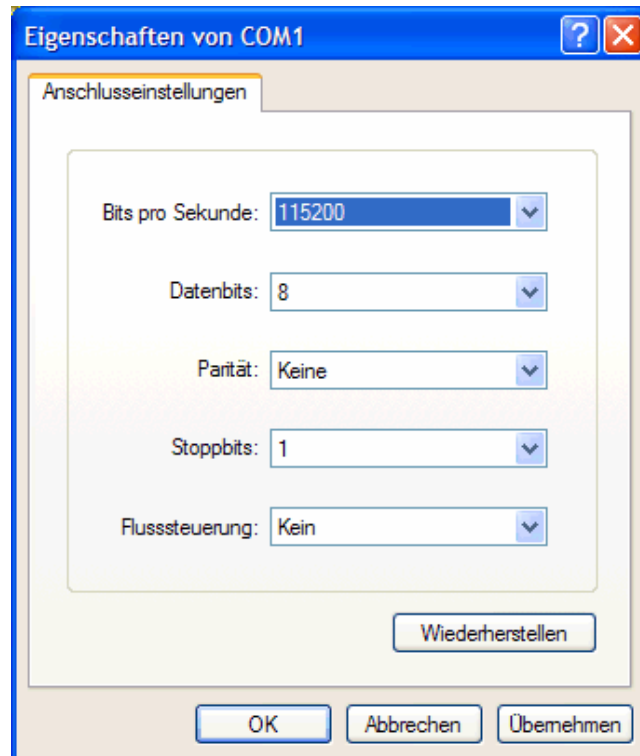 Eigenschaften von COM1
Anschlusseinstellungen
Bits pro Sekunde: 115200
Datenbits: 8
Parität: Keine
Stoppbits: 1
Flusssteuerung: Kein
Wiederherstellen
OK Abbrechen Übernehmen